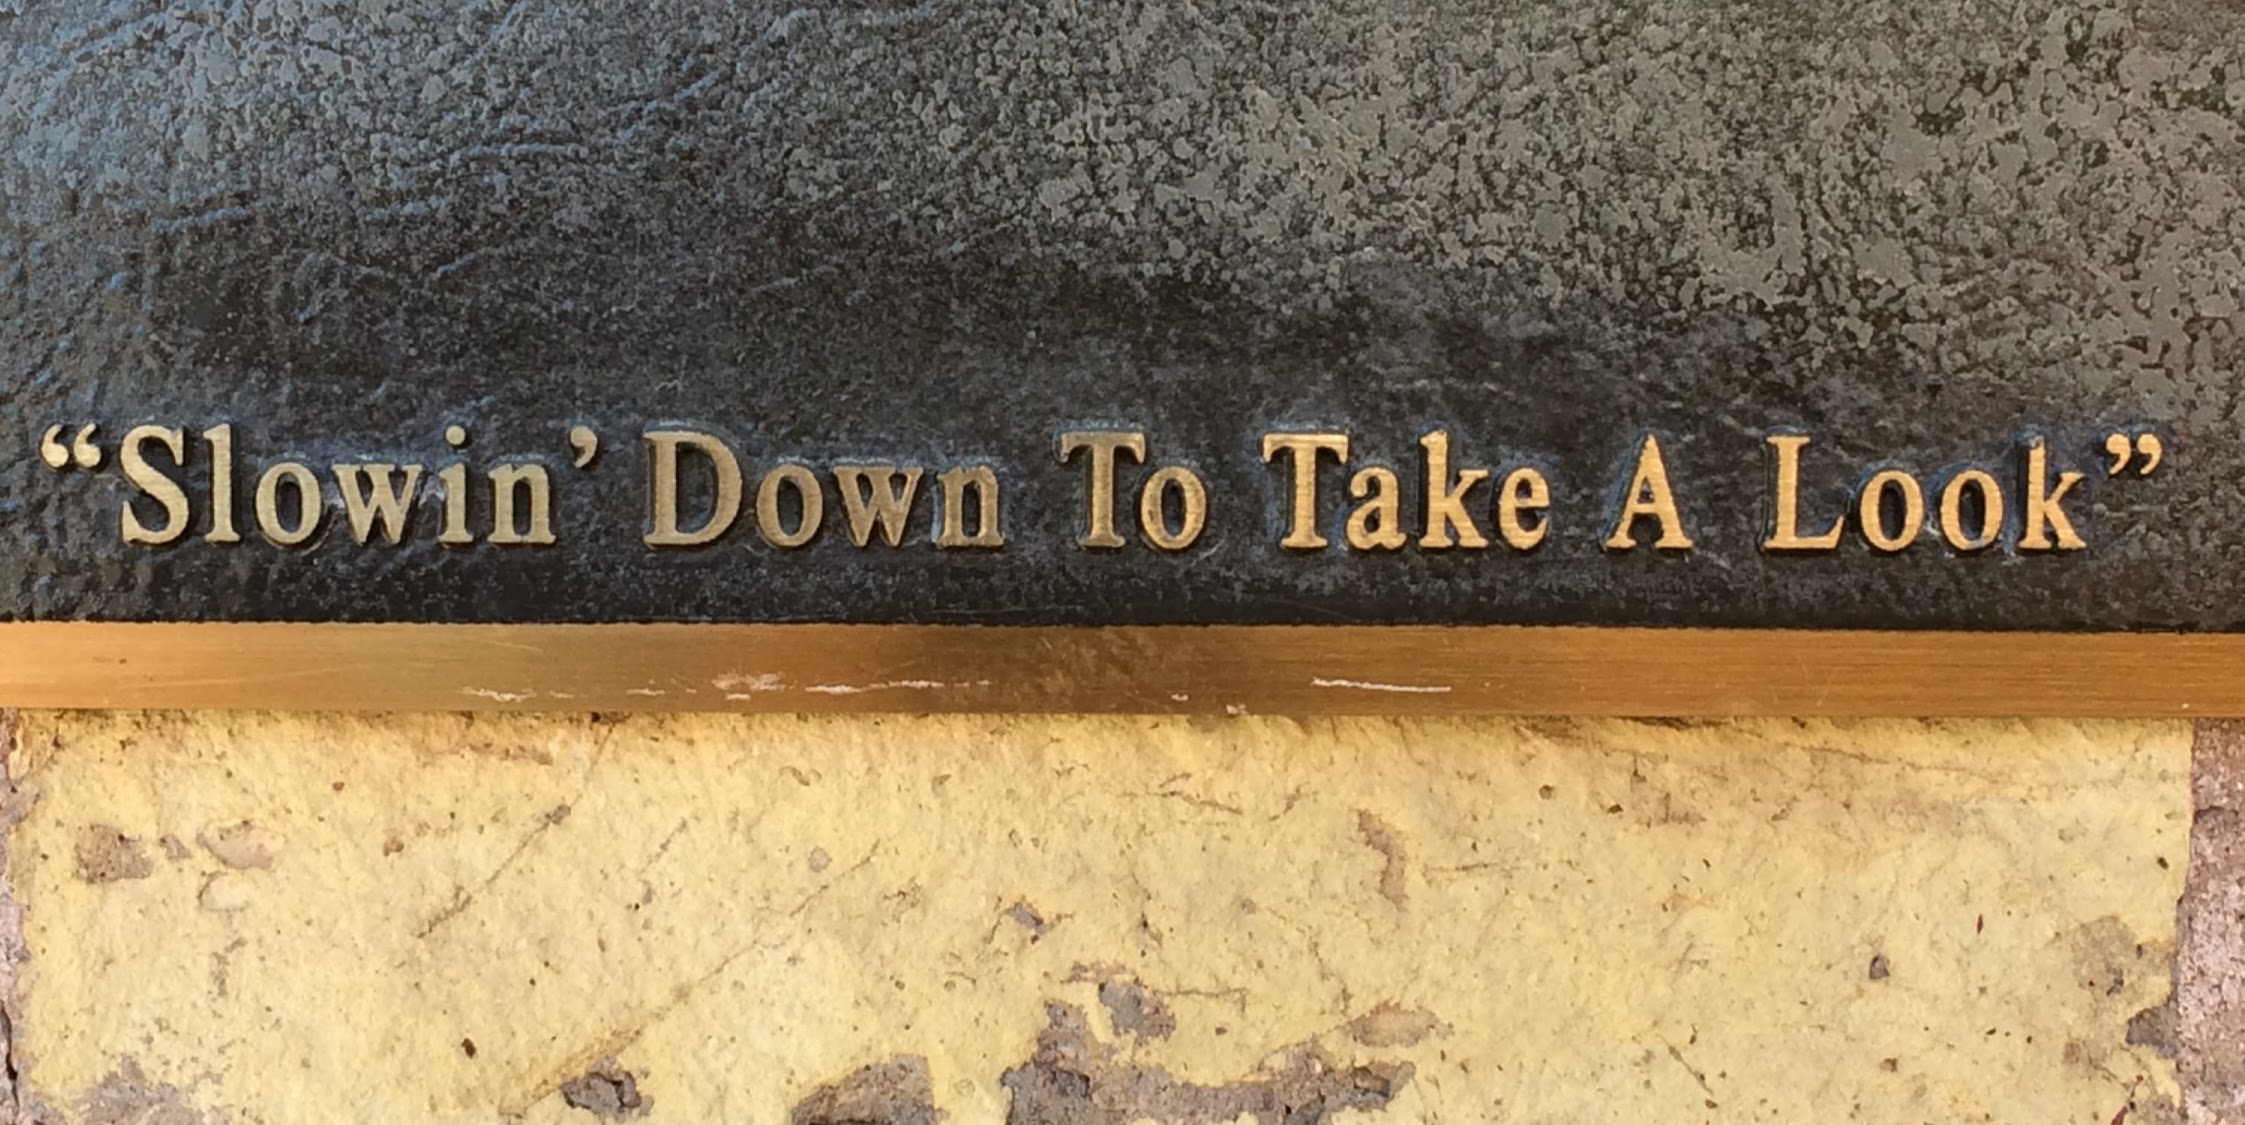 “Slowin’ Down To Take A Look”